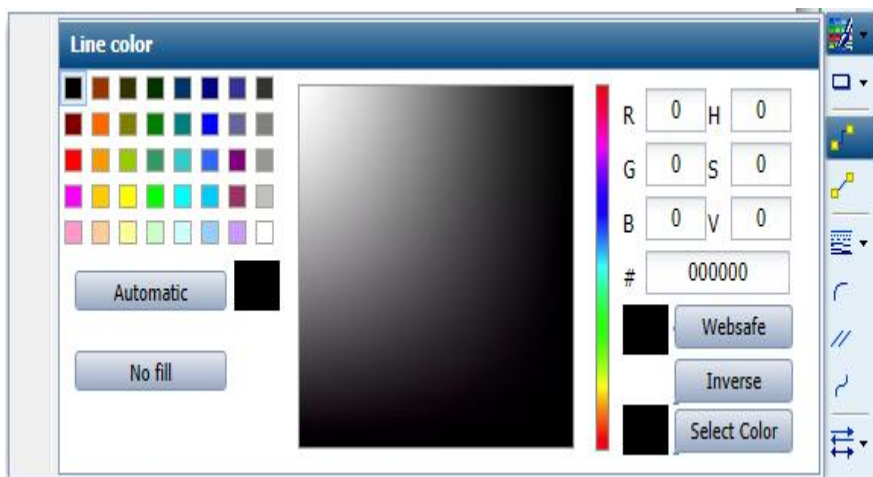 Line color
R 0 H 0
G 0 S 0
B 0 V 0
# 000000
Automatic
Websafe
No fill
Inverse
Select Color